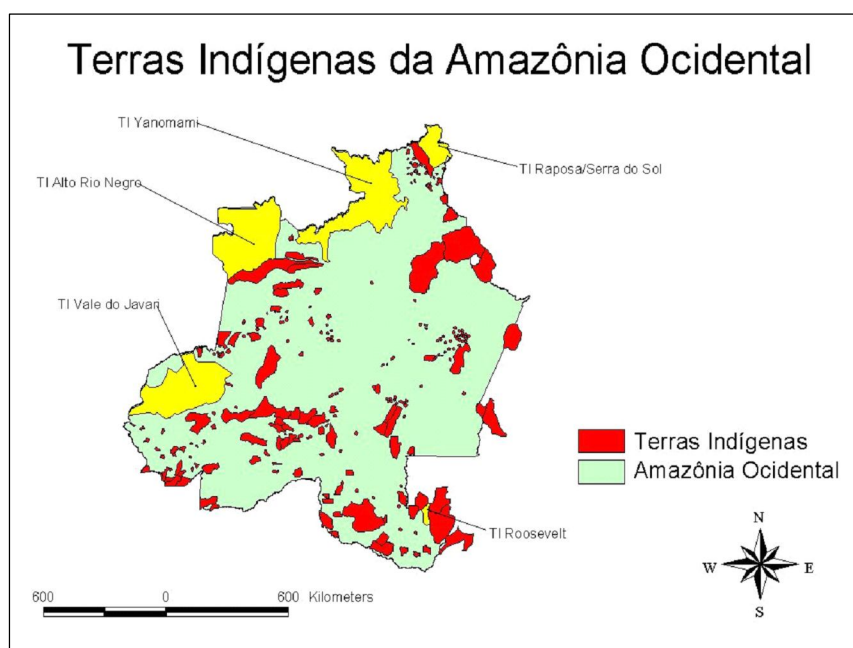 Terras Indígenas da Amazônia Ocidental
TI Yanomami
TI Raposa/Serra do Sol
TI Alto Rio Negro
TI Vale do Javari
Terras Indígenas
Amazônia Ocidental
TI Roosevelt
N
W E
S
600 0 600 Kilometers